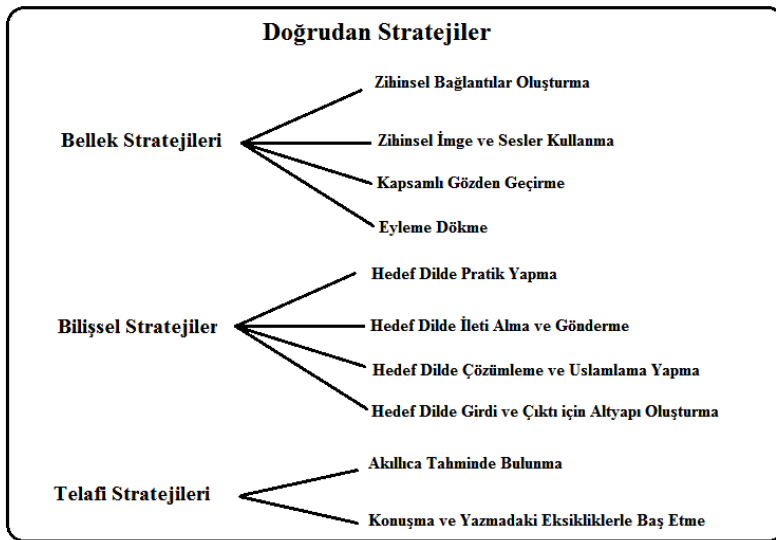 Doğrudan Stratejiler
Bellek Stratejileri
Zihinsel Bağlantılar Oluşturma
Zihinsel İmge ve Sesler Kullanma
Kapsamlı Gözden Geçirme
Eyleme Dökme
Bilişsel Stratejiler
Hedef Dilde Pratik Yapma
Hedef Dilde İleti Alma ve Gönderme
Hedef Dilde Çözümleme ve Uslamlama Yapma
Hedef Dilde Girdi ve Çıktı için Altyapı Oluşturma
Telafi Stratejileri
Akıllıca Tahminde Bulunma
Konuşma ve Yazmadaki Eksikliklerle Baş Etme